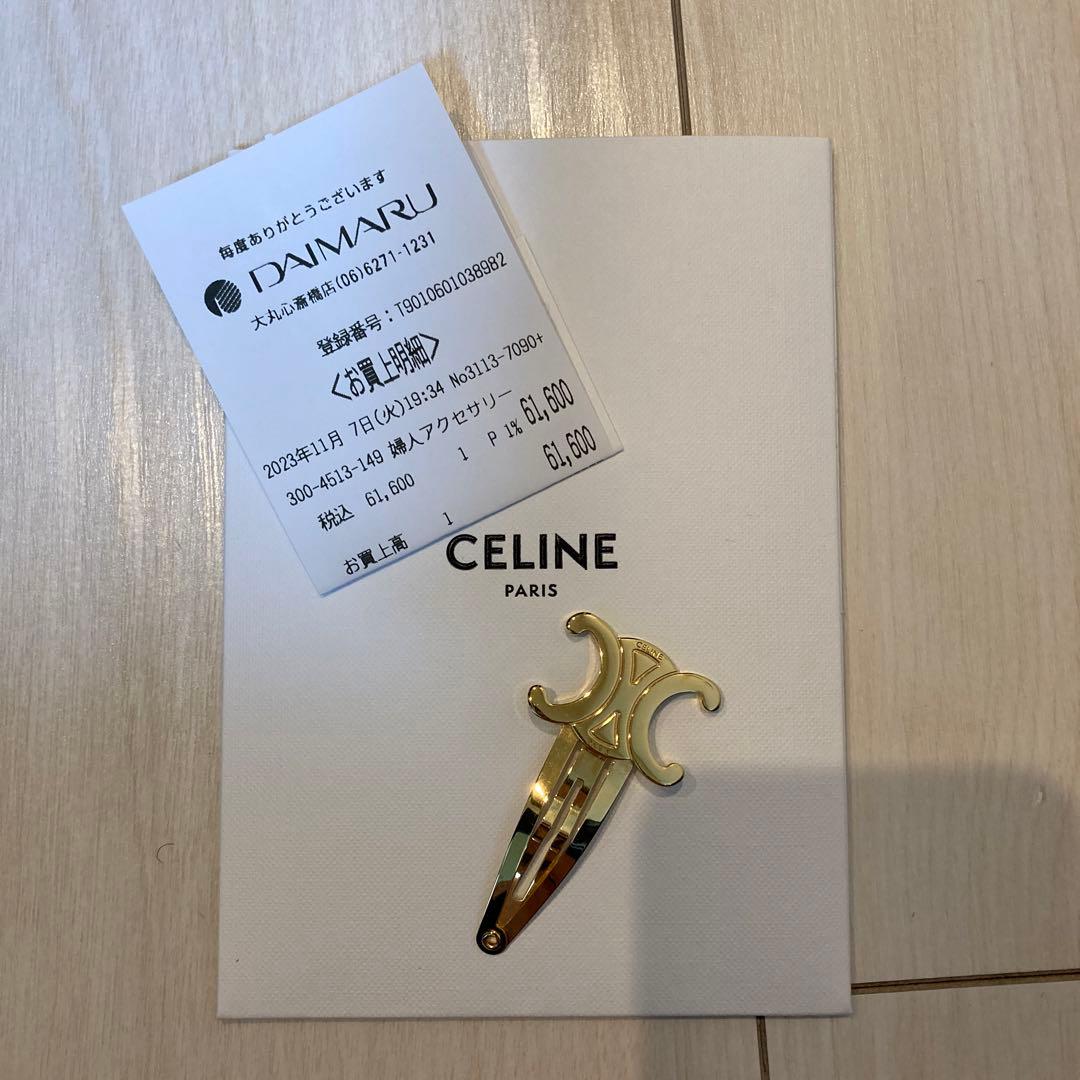 毎度ありがとうございます
DAIMARU
大丸心斎橋店(06)6271-1231
登録番号：T9010601038982
<お買上明細>
2023年11月 7日(火)19:34 No3113-7090+
300-4513-149 婦人アクセサリー
税込 61,600 1 P 1% 61,600
お買上高 1 61,600
CELINE
PARIS
CELINE